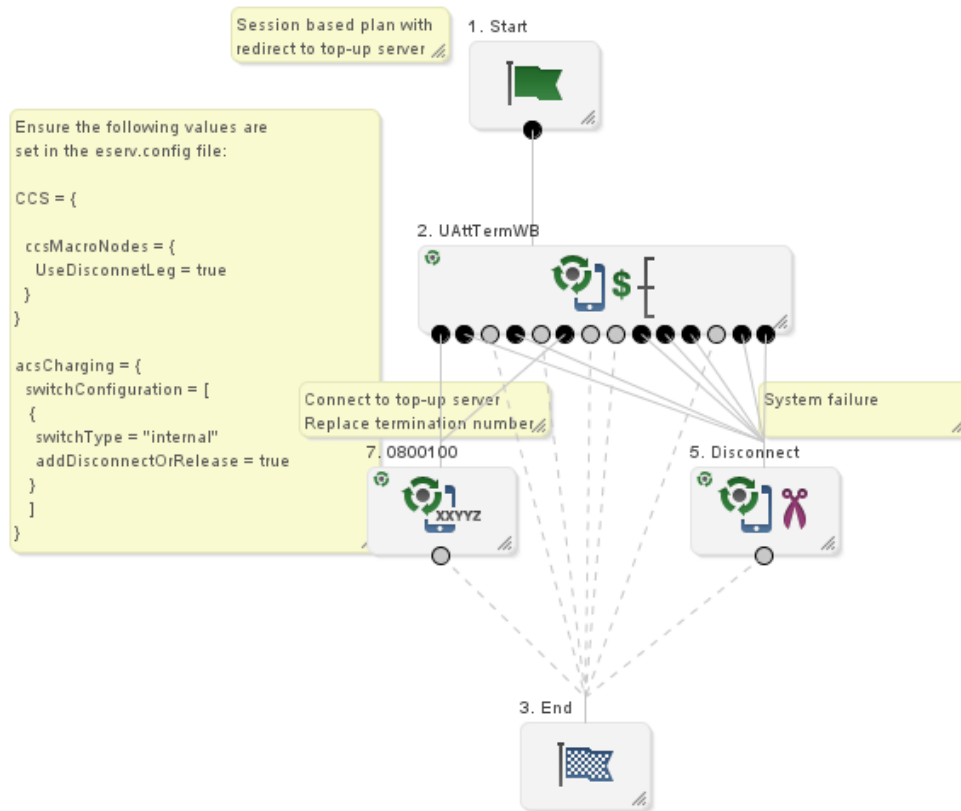 Session based plan with
redirect to top-up server
1. Start
Ensure the following values are
set in the eserv.config file:
CCS = {
ccsMacroNodes = {
UseDisconnetLeg = true
}
}
acsCharging = {
switchConfiguration = [
{
switchType = "internal"
addDisconnectOrRelease = true
}
]
}
2. UAttTermWB
$
Connect to top-up server
Replace termination number
System failure
7. 0800100
XXYYZ
5. Disconnect
3. End